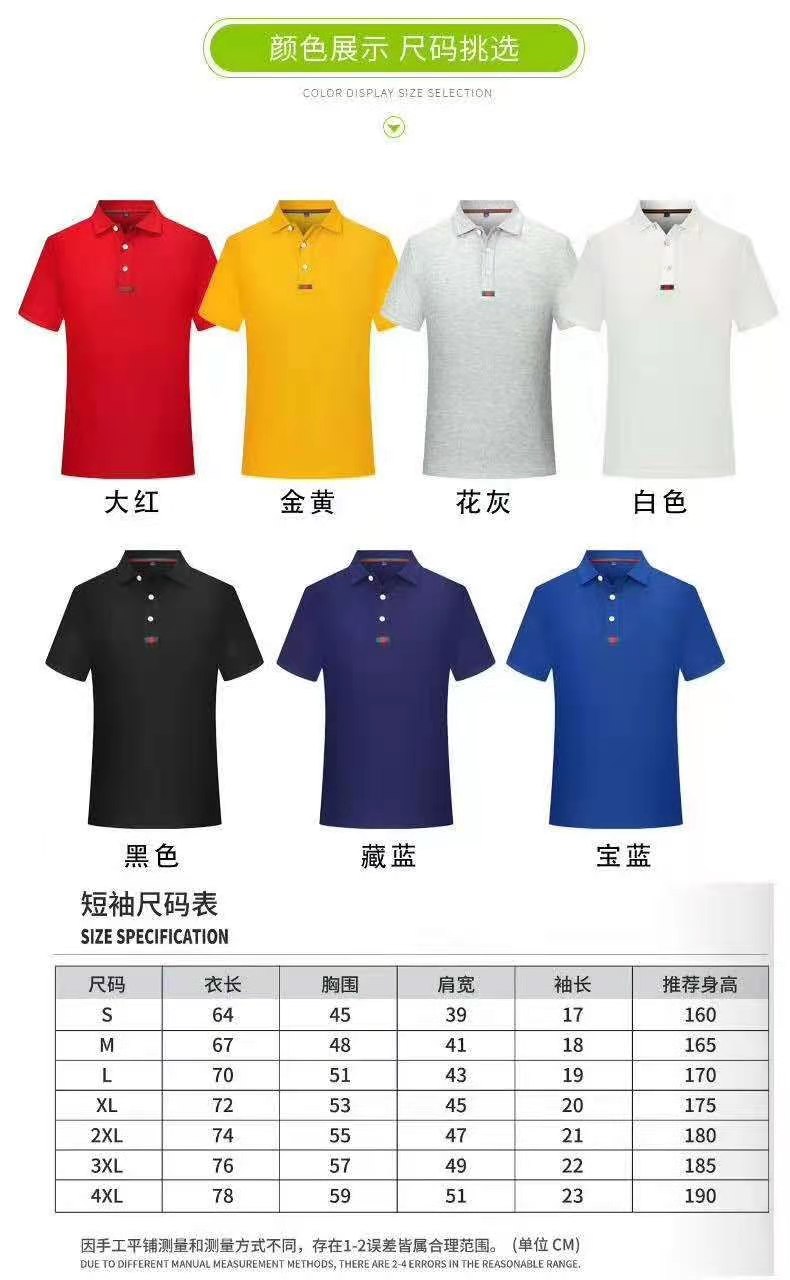 颜色展示 尺码挑选
COLOR DISPLAY SIZE SELECTION
大红 金黄 花灰 白色
黑色 藏蓝 宝蓝
短袖尺码表
SIZE SPECIFICATION
尺码 衣长 胸围 肩宽 袖长 推荐身高
S 64 45 39 17 160
M 67 48 41 18 165
L 70 51 43 19 170
XL 72 53 45 20 175
2XL 74 55 47 21 180
3XL 76 57 49 22 185
4XL 78 59 51 23 190
因手工平铺测量和测量方式不同，存在1-2误差皆属合理范围。 (单位 CM)
DUE TO DIFFERENT MANUAL MEASUREMENT METHODS, THERE ARE 2-4 ERRORS IN THE REASONABLE RANGE.